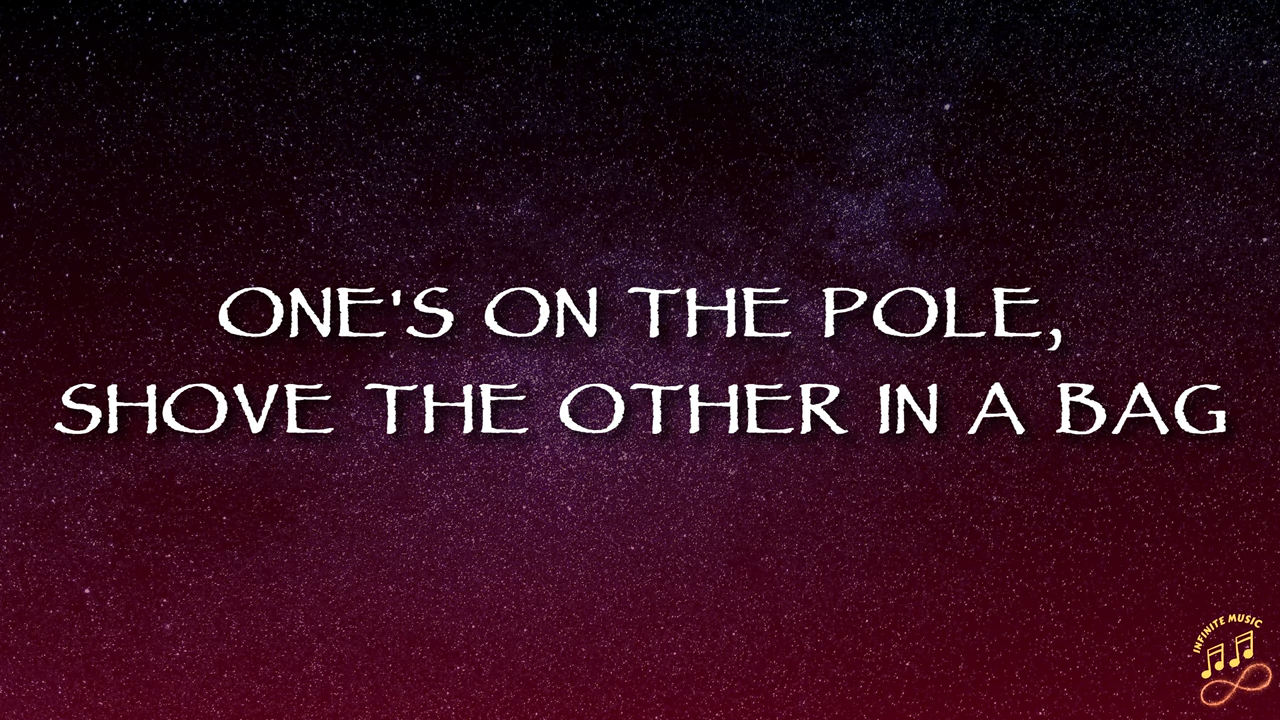 ONE'S ON THE POLE,
SHOVE THE OTHER IN A BAG
INFINITE MUSIC